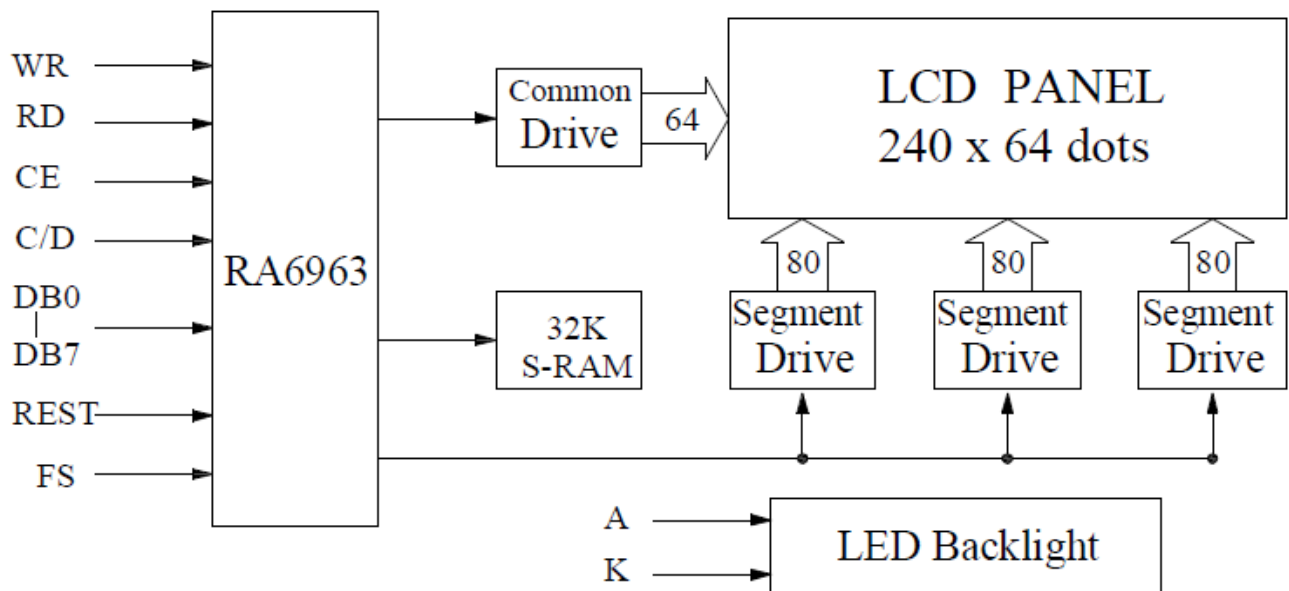 WR
RD
CE
C/D
DB0
DB7
REST
FS
RA6963
Common
Drive
64
LCD PANEL
240 x 64 dots
32K
S-RAM
80
80
80
Segment
Drive
Segment
Drive
Segment
Drive
A
K
LED Backlight